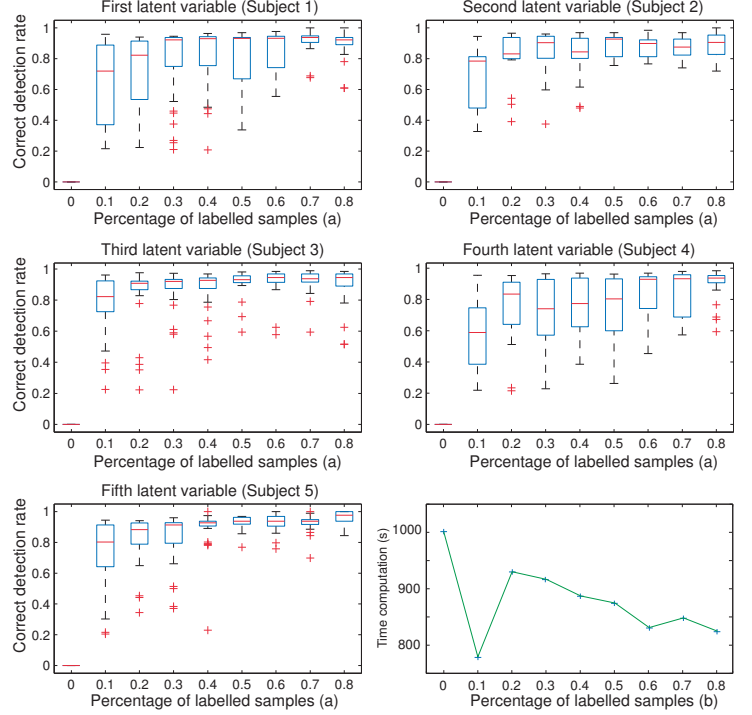 First latent variable (Subject 1)
Second latent variable (Subject 2)
Correct detection rate
1
0.8
0.6
0.4
0.2
0
1
0.8
0.6
0.4
0.2
0
0 0.1 0.2 0.3 0.4 0.5 0.6 0.7 0.8
0 0.1 0.2 0.3 0.4 0.5 0.6 0.7 0.8
Percentage of labelled samples (a)
Percentage of labelled samples (a)
Third latent variable (Subject 3)
Fourth latent variable (Subject 4)
Correct detection rate
1
0.8
0.6
0.4
0.2
0
1
0.8
0.6
0.4
0.2
0
0 0.1 0.2 0.3 0.4 0.5 0.6 0.7 0.8
0 0.1 0.2 0.3 0.4 0.5 0.6 0.7 0.8
Percentage of labelled samples (a)
Percentage of labelled samples (a)
Fifth latent variable (Subject 5)
Correct detection rate
1
0.8
0.6
0.4
0.2
0
Time computation (s)
1000
900
800
0 0.1 0.2 0.3 0.4 0.5 0.6 0.7 0.8
0 0.1 0.2 0.3 0.4 0.5 0.6 0.7 0.8
Percentage of labelled samples (a)
Percentage of labelled samples (b)